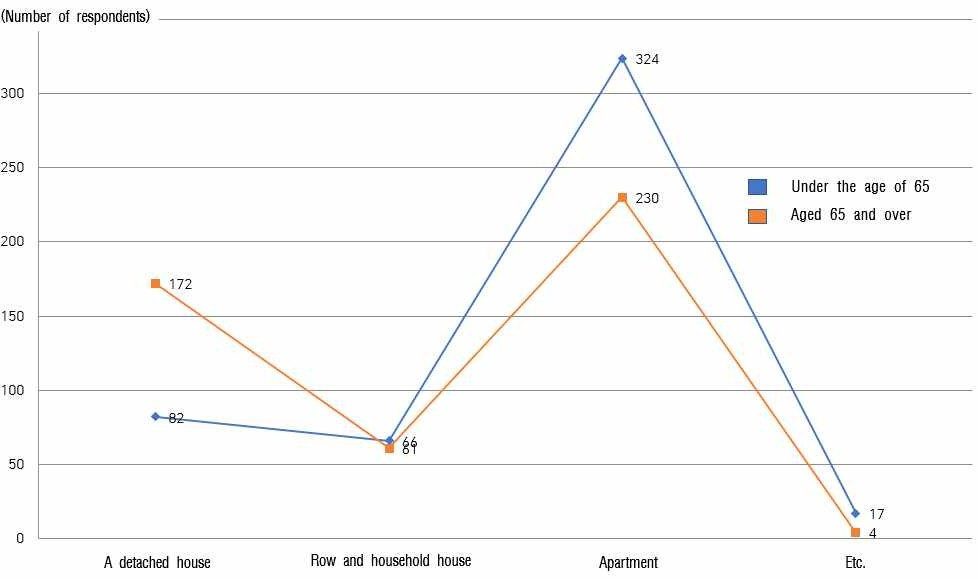 (Number of respondents)
324
300
250
Under the age of 65
230
Aged 65 and over
200
172
150
100
82
66
61
50
17
4
0
A detached house
Row and household house
Apartment
Etc.